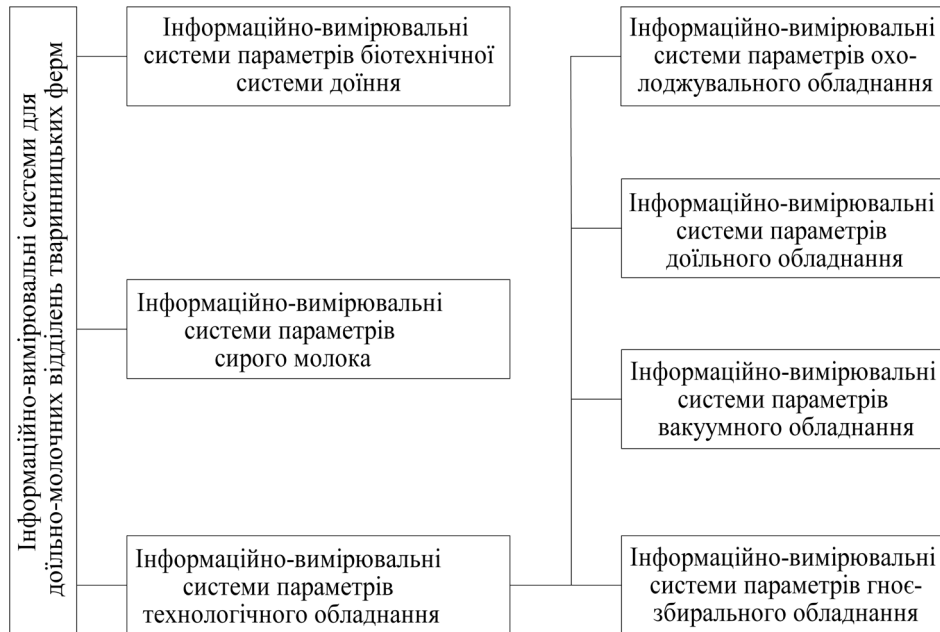 Інформаційно-вимірювальні системи для
доїльно-молочних відділень тваринницьких ферм
Інформаційно-вимірювальні
системи параметрів біотехнічної
системи доїння
Інформаційно-вимірювальні
системи параметрів
сирого молока
Інформаційно-вимірювальні
системи параметрів
технологічного обладнання
Інформаційно-вимірювальні
системи параметрів охо-
лоджувального обладнання
Інформаційно-вимірювальні
системи параметрів
доїльного обладнання
Інформаційно-вимірювальні
системи параметрів
вакуумного обладнання
Інформаційно-вимірювальні
системи параметрів гноє-
збирального обладнання